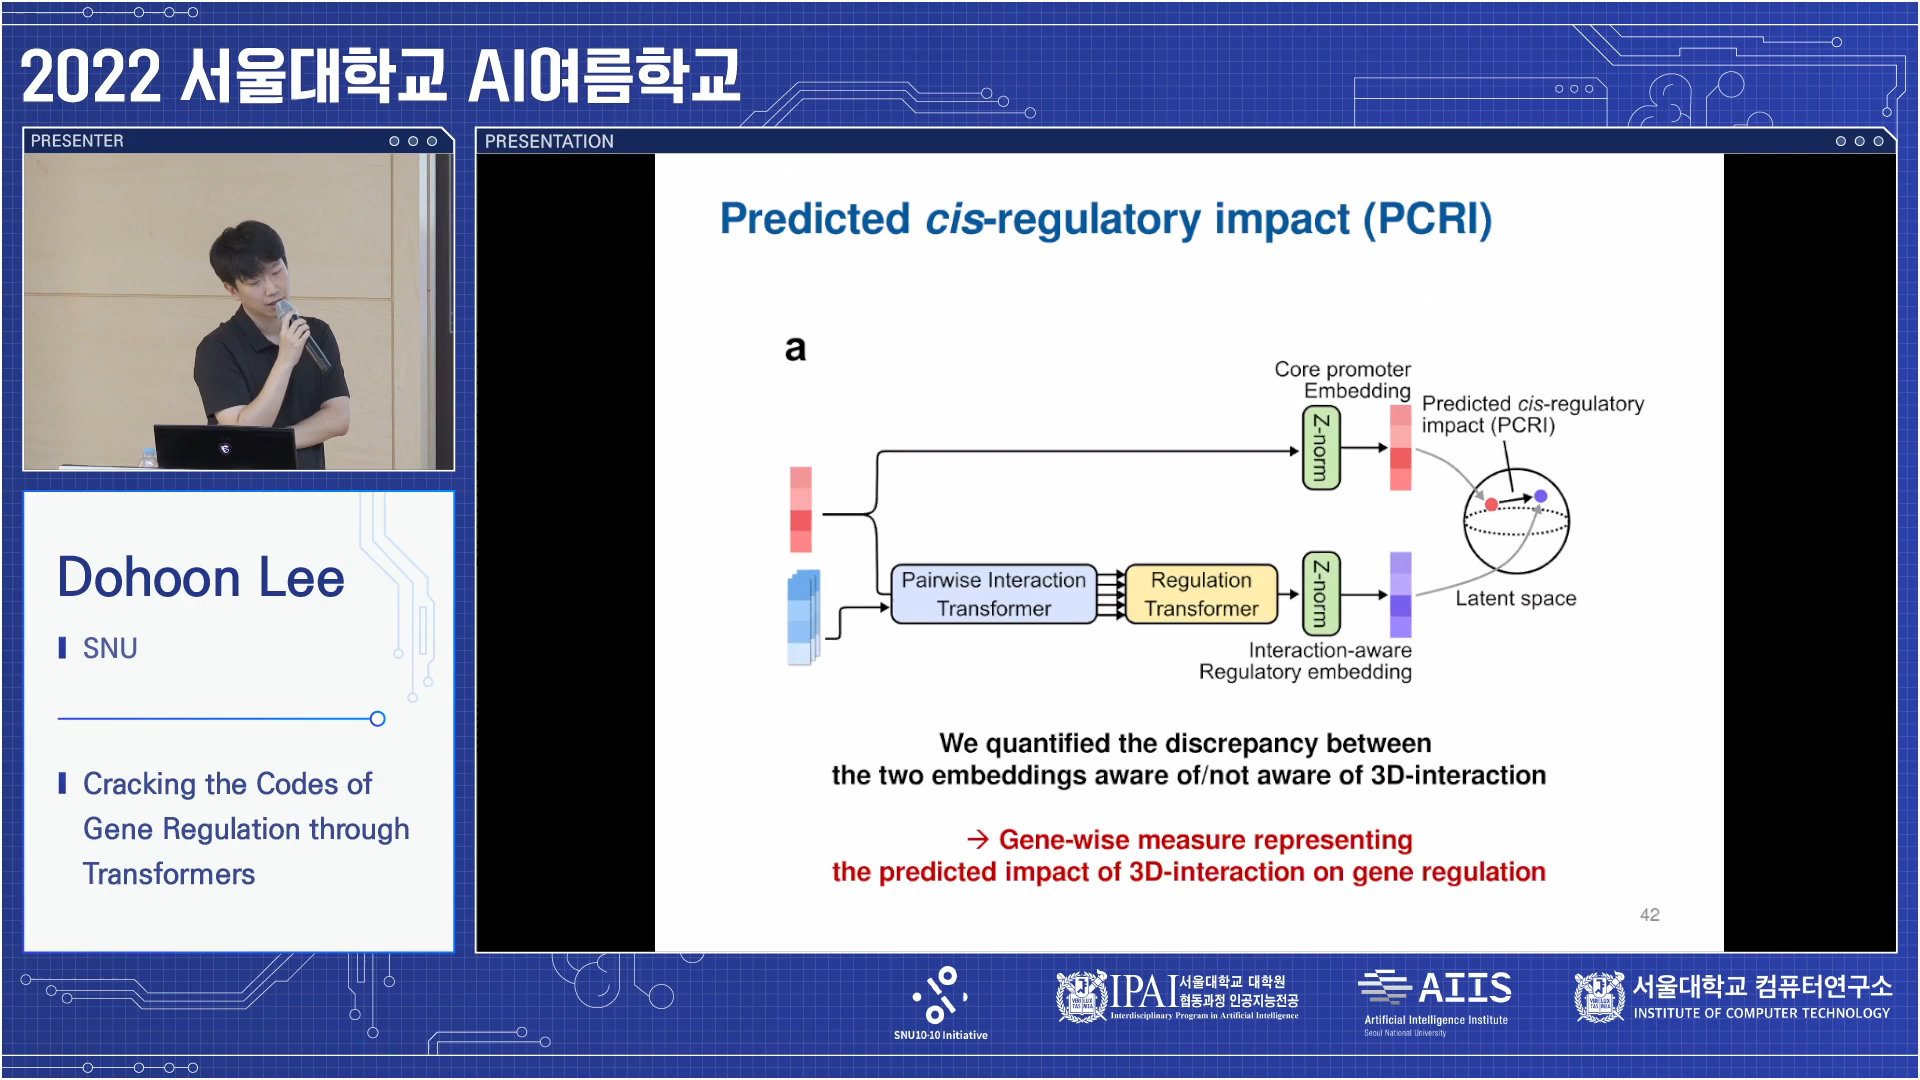 2022 서울대학교 AI여름학교
PRESENTER
PRESENTATION
Dohoon Lee
SNU
Cracking the Codes of
Gene Regulation through
Transformers
Predicted cis-regulatory impact (PCRI)
a
Core promoter
Embedding
Z-norm
Predicted cis-regulatory
impact (PCRI)
Pairwise Interaction
Transformer
Regulation
Transformer
Z-norm
Latent space
Interaction-aware
Regulatory embedding
We quantified the discrepancy between
the two embeddings aware of/not aware of 3D-interaction
→ Gene-wise measure representing
the predicted impact of 3D-interaction on gene regulation
42
SNU10-10 Initiative
IPAI 서울대학교 대학원
협동과정 인공지능전공
Interdisciplinary Program in Artificial Intelligence
AIIS
Artificial Intelligence Institute
Seoul National University
서울대학교 컴퓨터연구소
INSTITUTE OF COMPUTER TECHNOLOGY